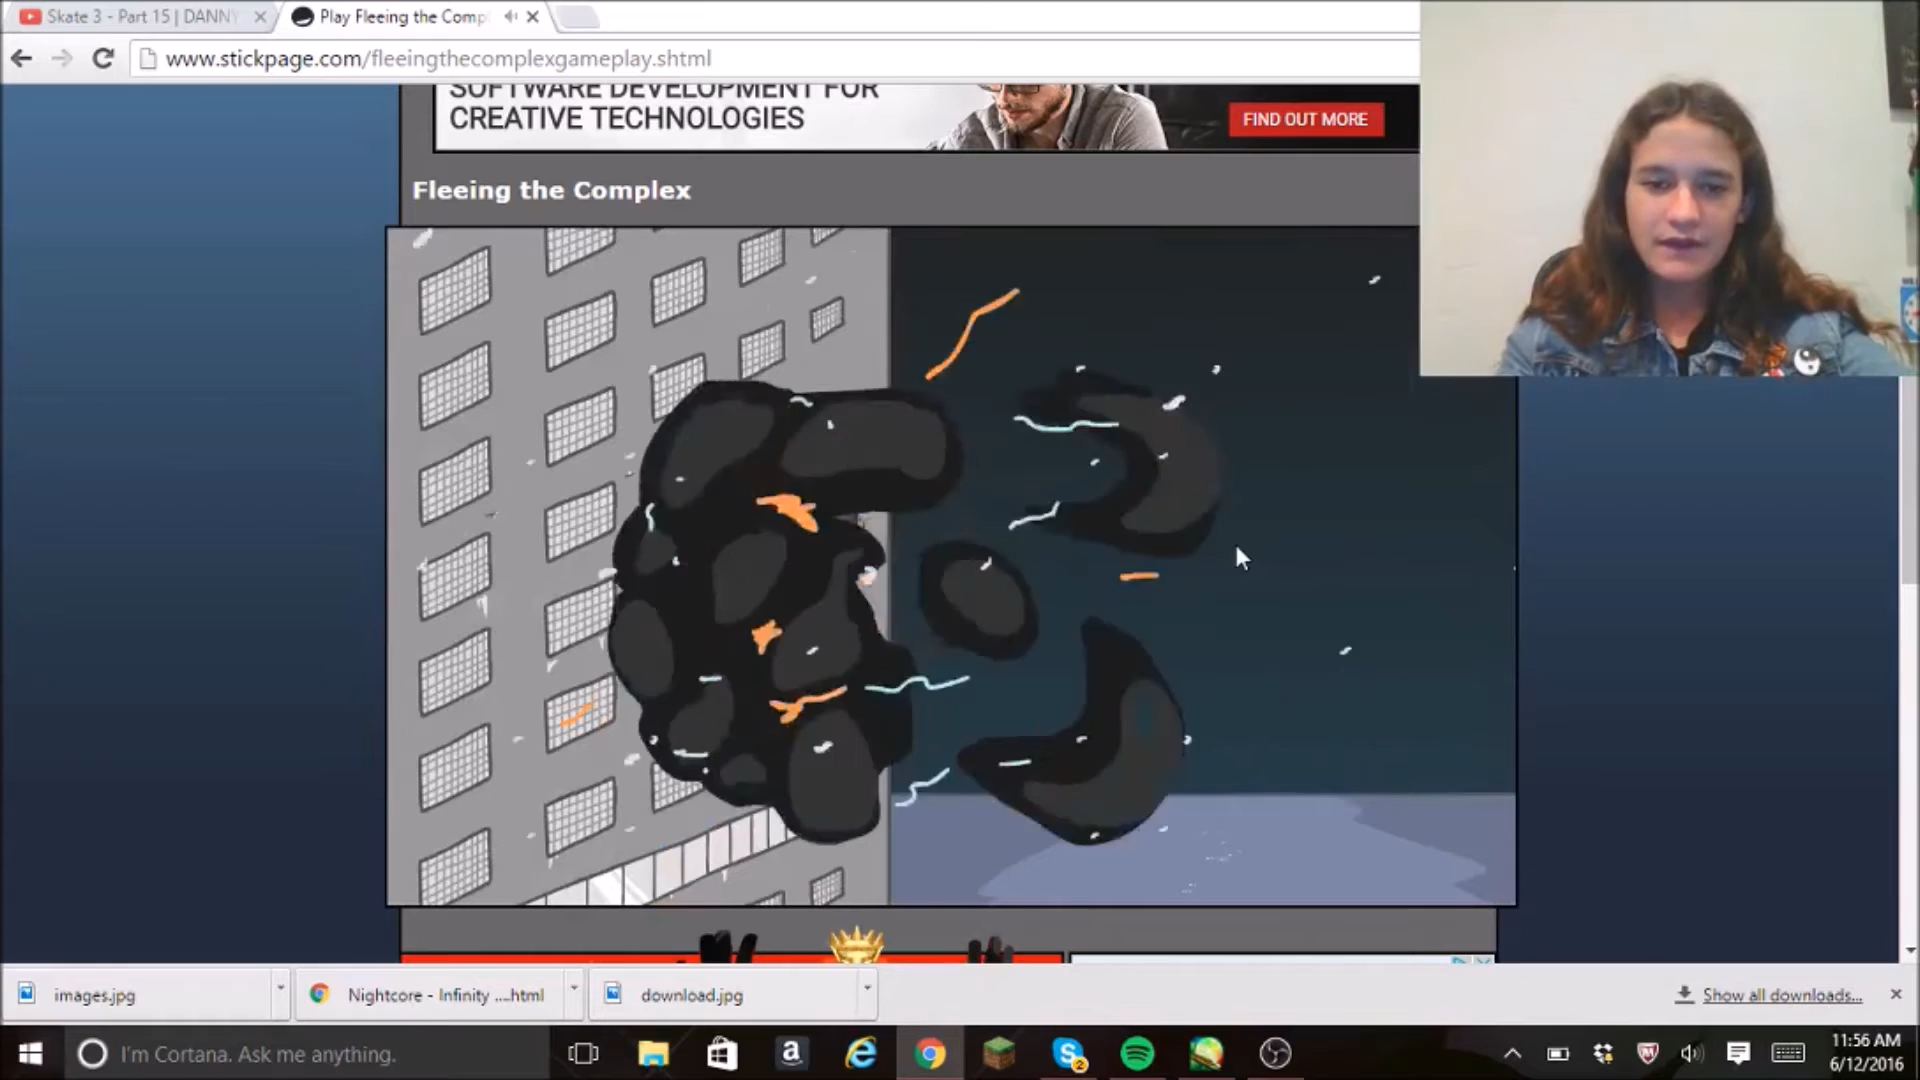 Skate 3 - Part 15 | DANNY
Play Fleeing the Comp
www.stickpage.com/fleeingthecomplexgameplay.shtml
SOFTWARE DEVELOPMENT FOR
CREATIVE TECHNOLOGIES
FIND OUT MORE
Fleeing the Complex
images.jpg
Nightcore - Infinity ....html
download.jpg
Show all downloads...
I'm Cortana. Ask me anything.
2
11:56 AM
6/12/2016